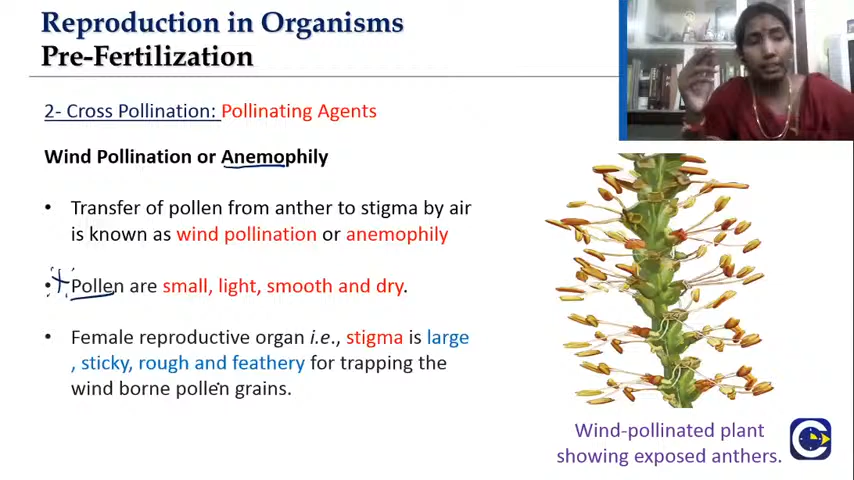 Reproduction in Organisms
Pre-Fertilization
2- Cross Pollination: Pollinating Agents
Wind Pollination or Anemophily
• Transfer of pollen from anther to stigma by air
is known as wind pollination or anemophily
• Pollen are small, light, smooth and dry.
• Female reproductive organ i.e., stigma is large
, sticky, rough and feathery for trapping the
wind borne pollen grains.
Wind-pollinated plant
showing exposed anthers.